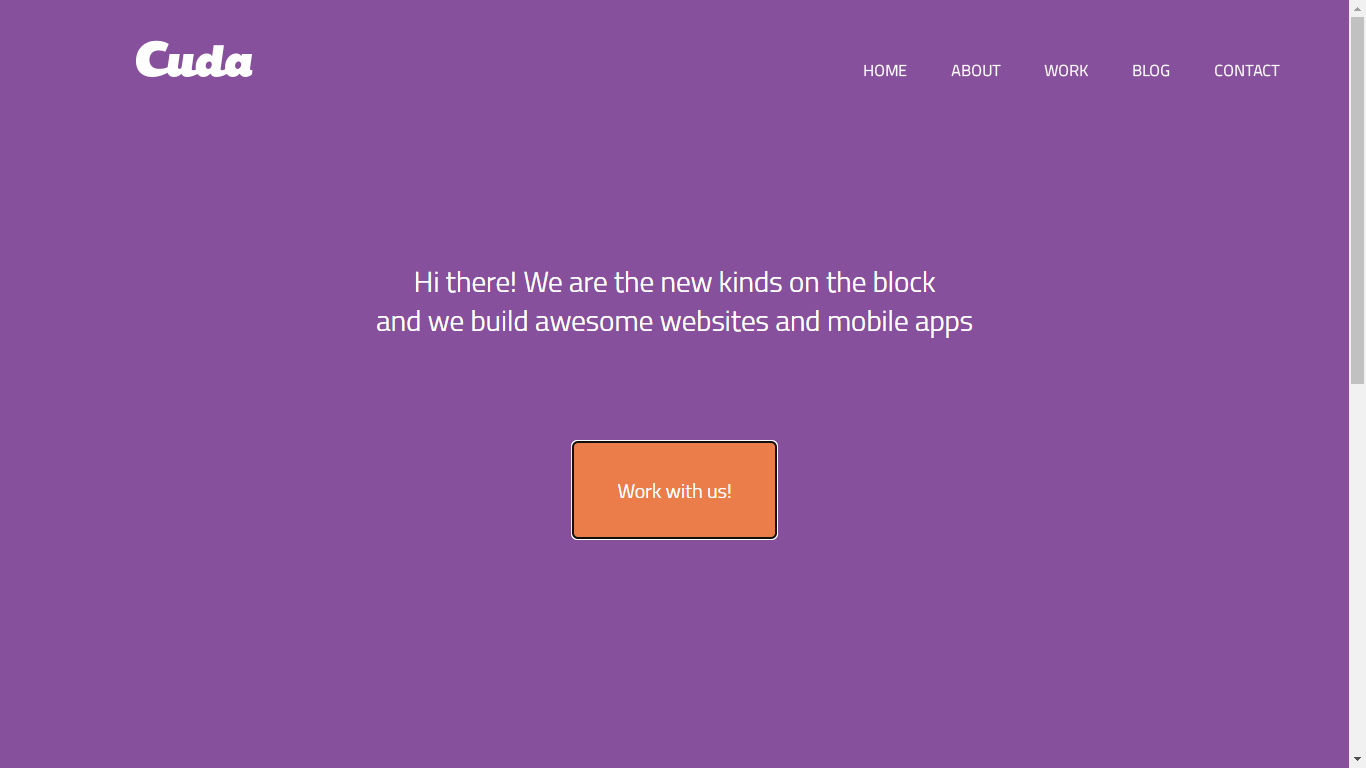 Cuda
HOME ABOUT WORK BLOG CONTACT
Hi there! We are the new kinds on the block
and we build awesome websites and mobile apps
Work with us!